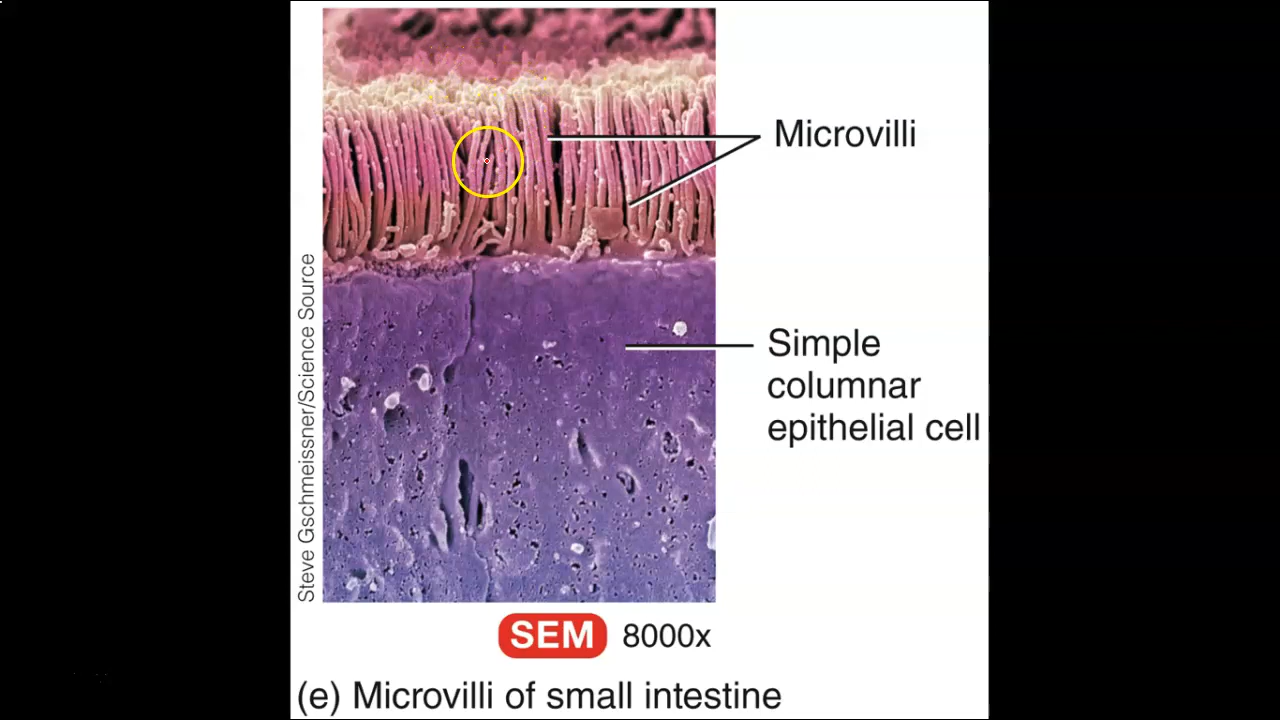 Microvilli
Simple
columnar
epithelial cell
Steve Gschmeissner/Science Source
SEM 8000x
(e) Microvilli of small intestine